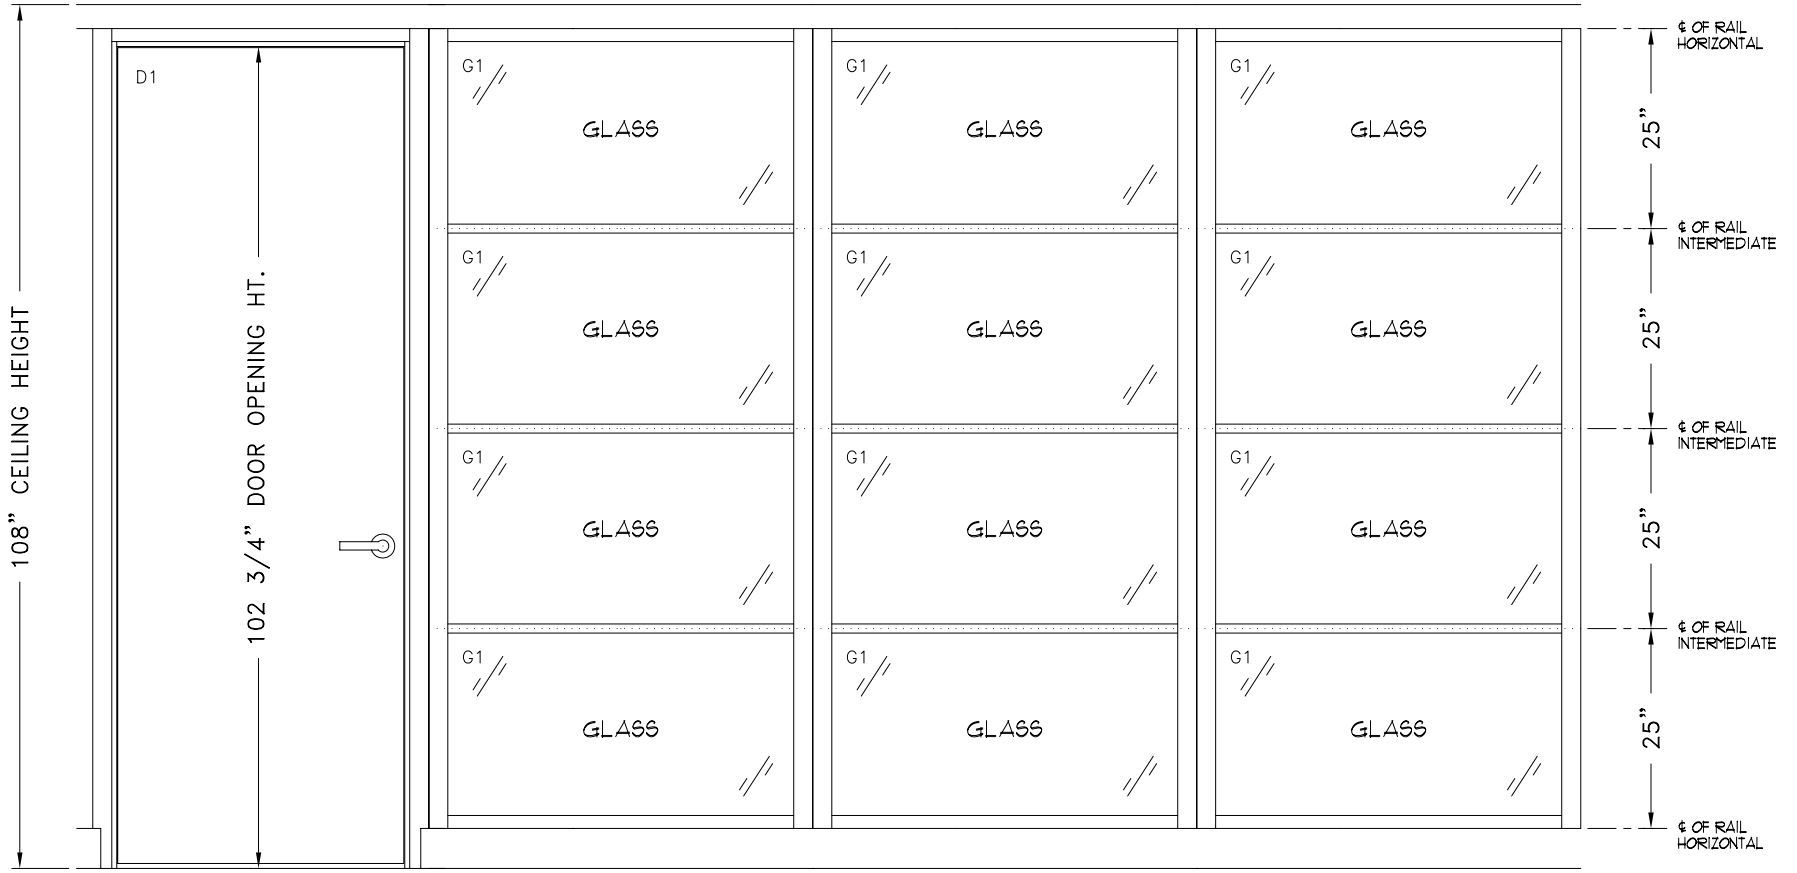 ℄ OF RAIL
HORIZONTAL
D1
G1
G1
G1
GLASS
GLASS
GLASS
25”
℄ OF RAIL
INTERMEDIATE
G1
G1
G1
GLASS
GLASS
GLASS
25”
108” CEILING HEIGHT
102 3/4” DOOR OPENING HT.
℄ OF RAIL
INTERMEDIATE
G1
G1
G1
GLASS
GLASS
GLASS
25”
℄ OF RAIL
INTERMEDIATE
G1
G1
G1
GLASS
GLASS
GLASS
25”
℄ OF RAIL
HORIZONTAL